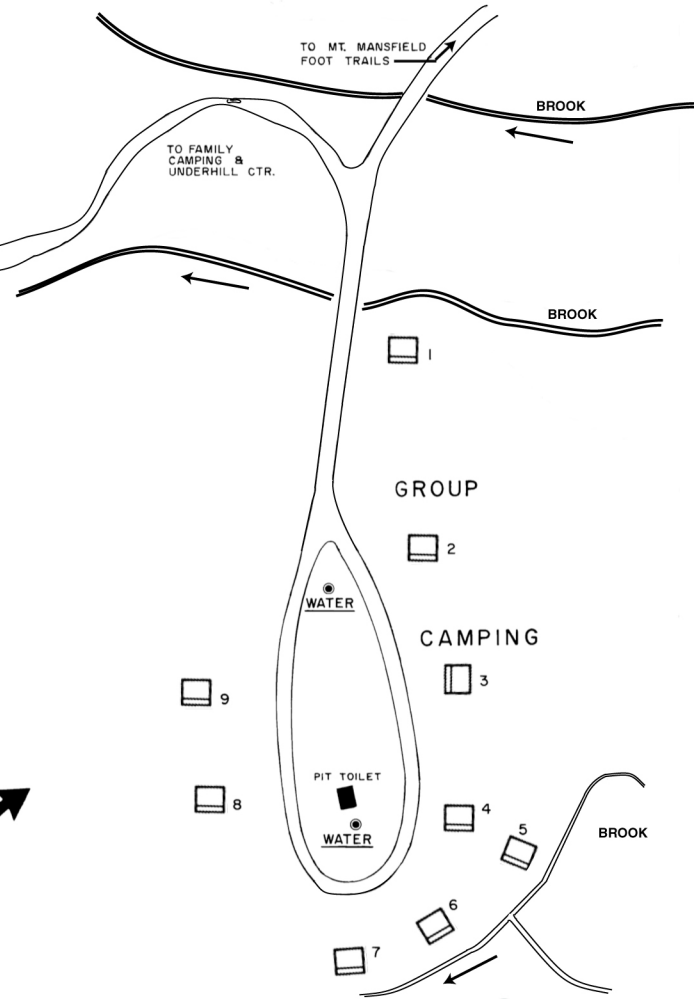 TO MT. MANSFIELD
FOOT TRAILS
BROOK
TO FAMILY
CAMPING &
UNDERHILL CTR.
BROOK
1
GROUP
2
WATER
CAMPING
3
9
PIT TOILET
8
4
5
BROOK
WATER
6
7